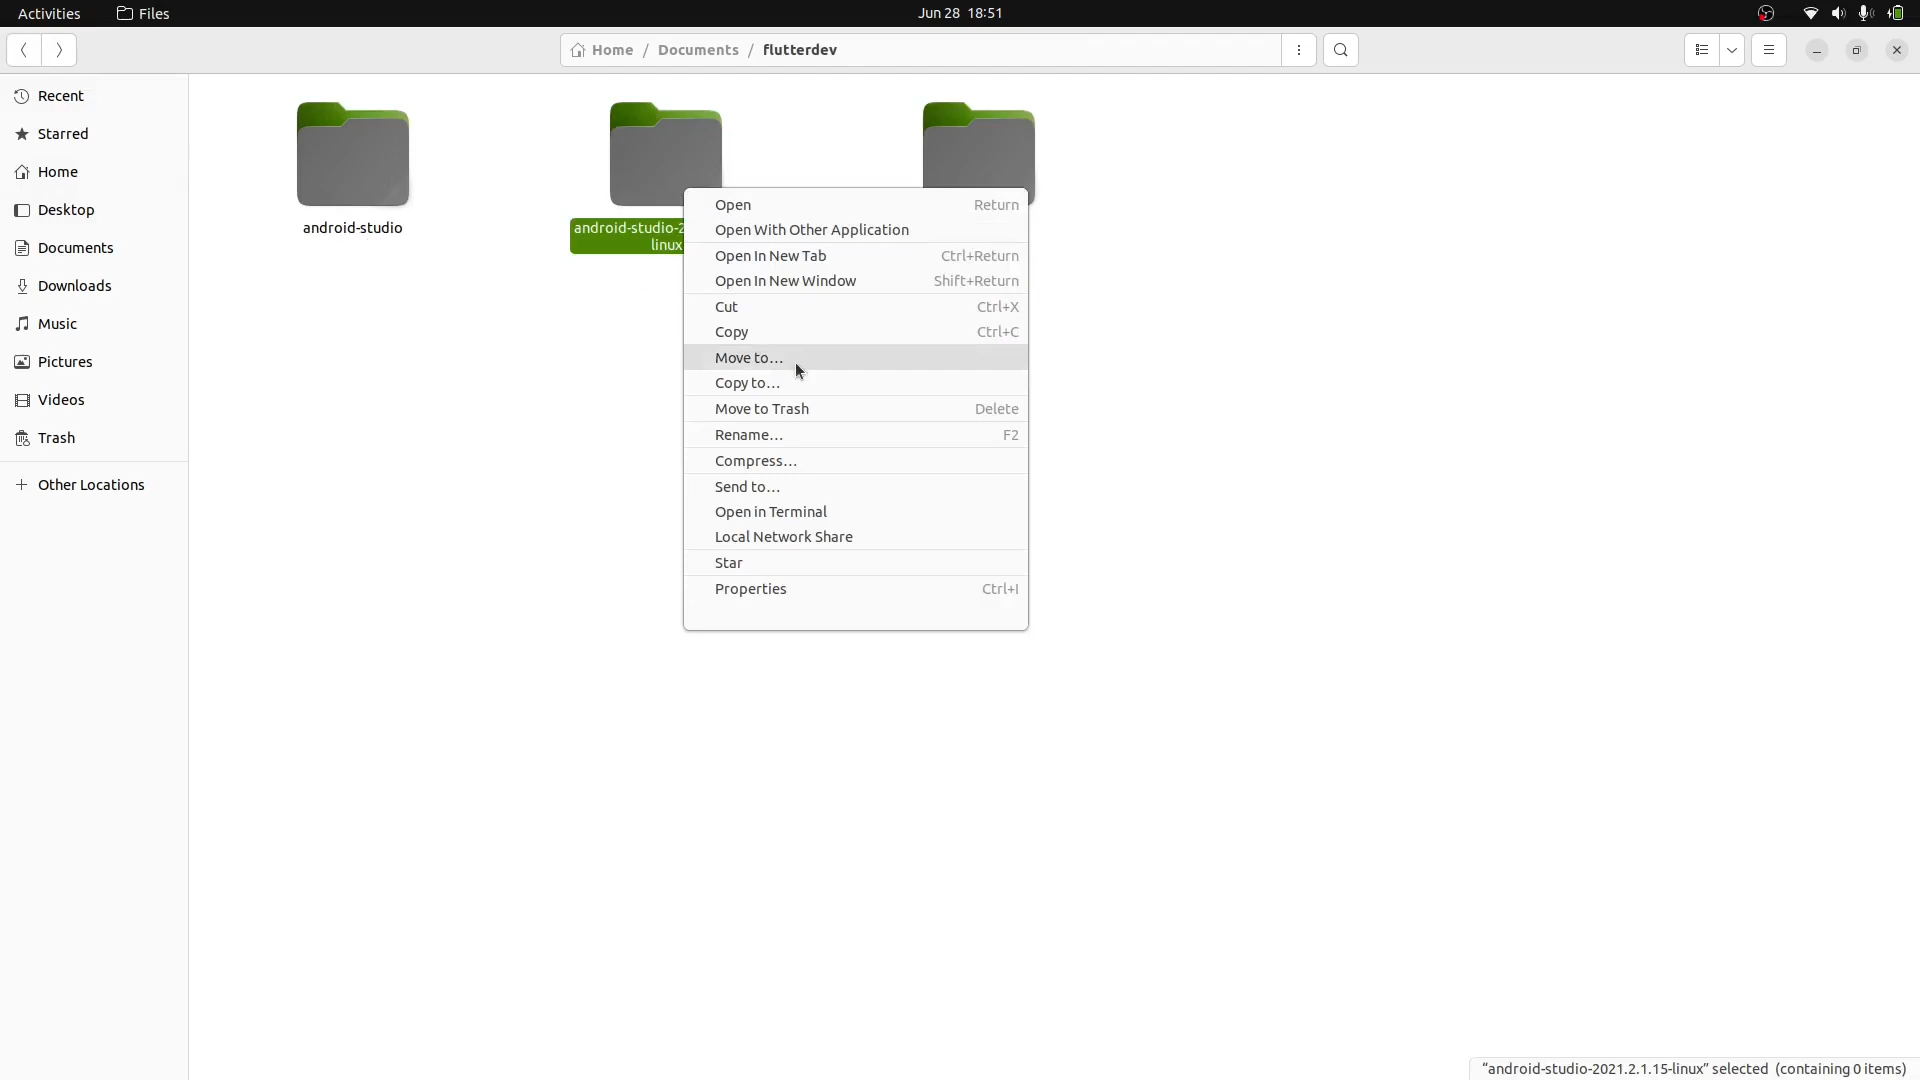 Activities
Files
Jun 28 18:51
Home / Documents / flutterdev
Recent
Starred
Home
Desktop
Documents
Downloads
Music
Pictures
Videos
Trash
Other Locations
android-studio
android-studio-2
linux
Open Return
Open With Other Application
Open In New Tab Ctrl+Return
Open In New Window Shift+Return
Cut Ctrl+X
Copy Ctrl+C
Move to…
Copy to…
Move to Trash Delete
Rename… F2
Compress…
Send to…
Open in Terminal
Local Network Share
Star
Properties Ctrl+I
“android-studio-2021.2.1.15-linux” selected (containing 0 items)